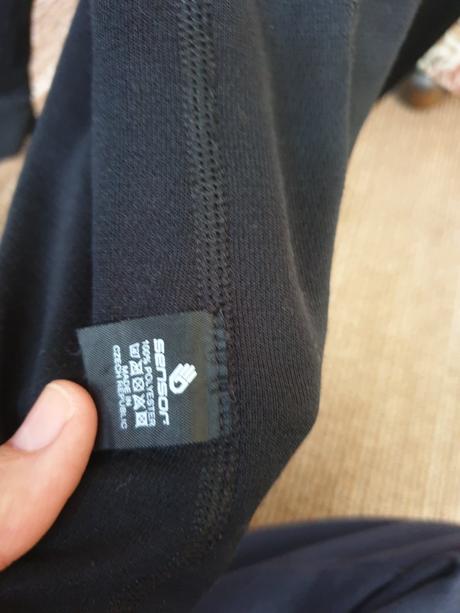 SENSOR
100% POLYESTER
MADE IN
CZECH REPUBLIC